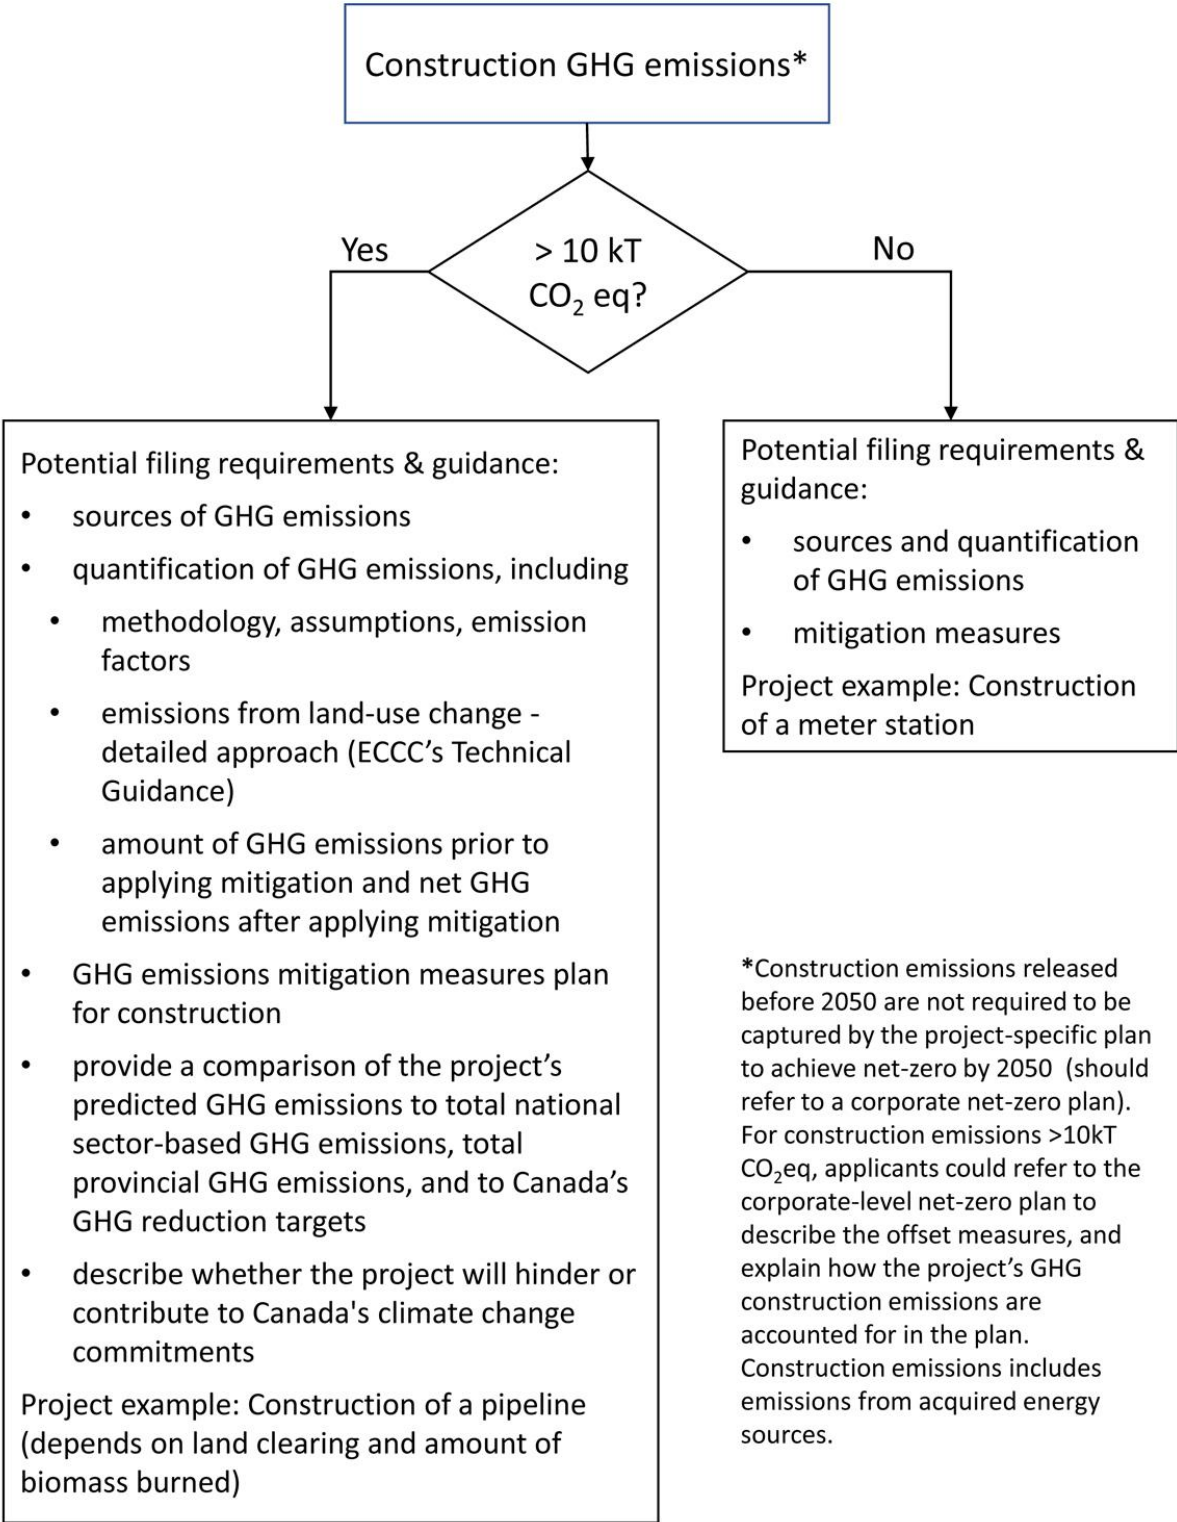 Construction GHG emissions*
> 10 kT
CO₂ eq?
Yes
No
Potential filing requirements & guidance:
• sources of GHG emissions
• quantification of GHG emissions, including
• methodology, assumptions, emission
factors
• emissions from land-use change -
detailed approach (ECCC’s Technical
Guidance)
• amount of GHG emissions prior to
applying mitigation and net GHG
emissions after applying mitigation
• GHG emissions mitigation measures plan
for construction
• provide a comparison of the project’s
predicted GHG emissions to total national
sector-based GHG emissions, total
provincial GHG emissions, and to Canada’s
GHG reduction targets
• describe whether the project will hinder or
contribute to Canada's climate change
commitments
Project example: Construction of a pipeline
(depends on land clearing and amount of
biomass burned)
Potential filing requirements &
guidance:
• sources and quantification
of GHG emissions
• mitigation measures
Project example: Construction
of a meter station
*Construction emissions released
before 2050 are not required to be
captured by the project-specific plan
to achieve net-zero by 2050 (should
refer to a corporate net-zero plan).
For construction emissions >10kT
CO₂eq, applicants could refer to the
corporate-level net-zero plan to
describe the offset measures, and
explain how the project’s GHG
construction emissions are
accounted for in the plan.
Construction emissions includes
emissions from acquired energy
sources.